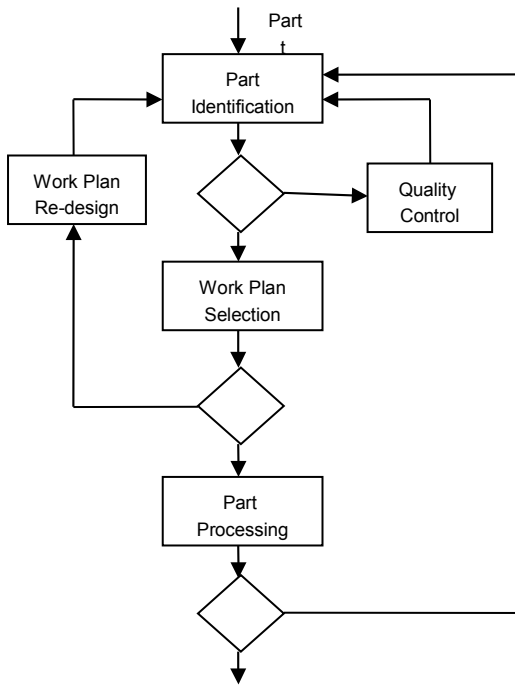 Part
t
Part
Identification
Work Plan
Re-design
Quality
Control
Work Plan
Selection
Part
Processing